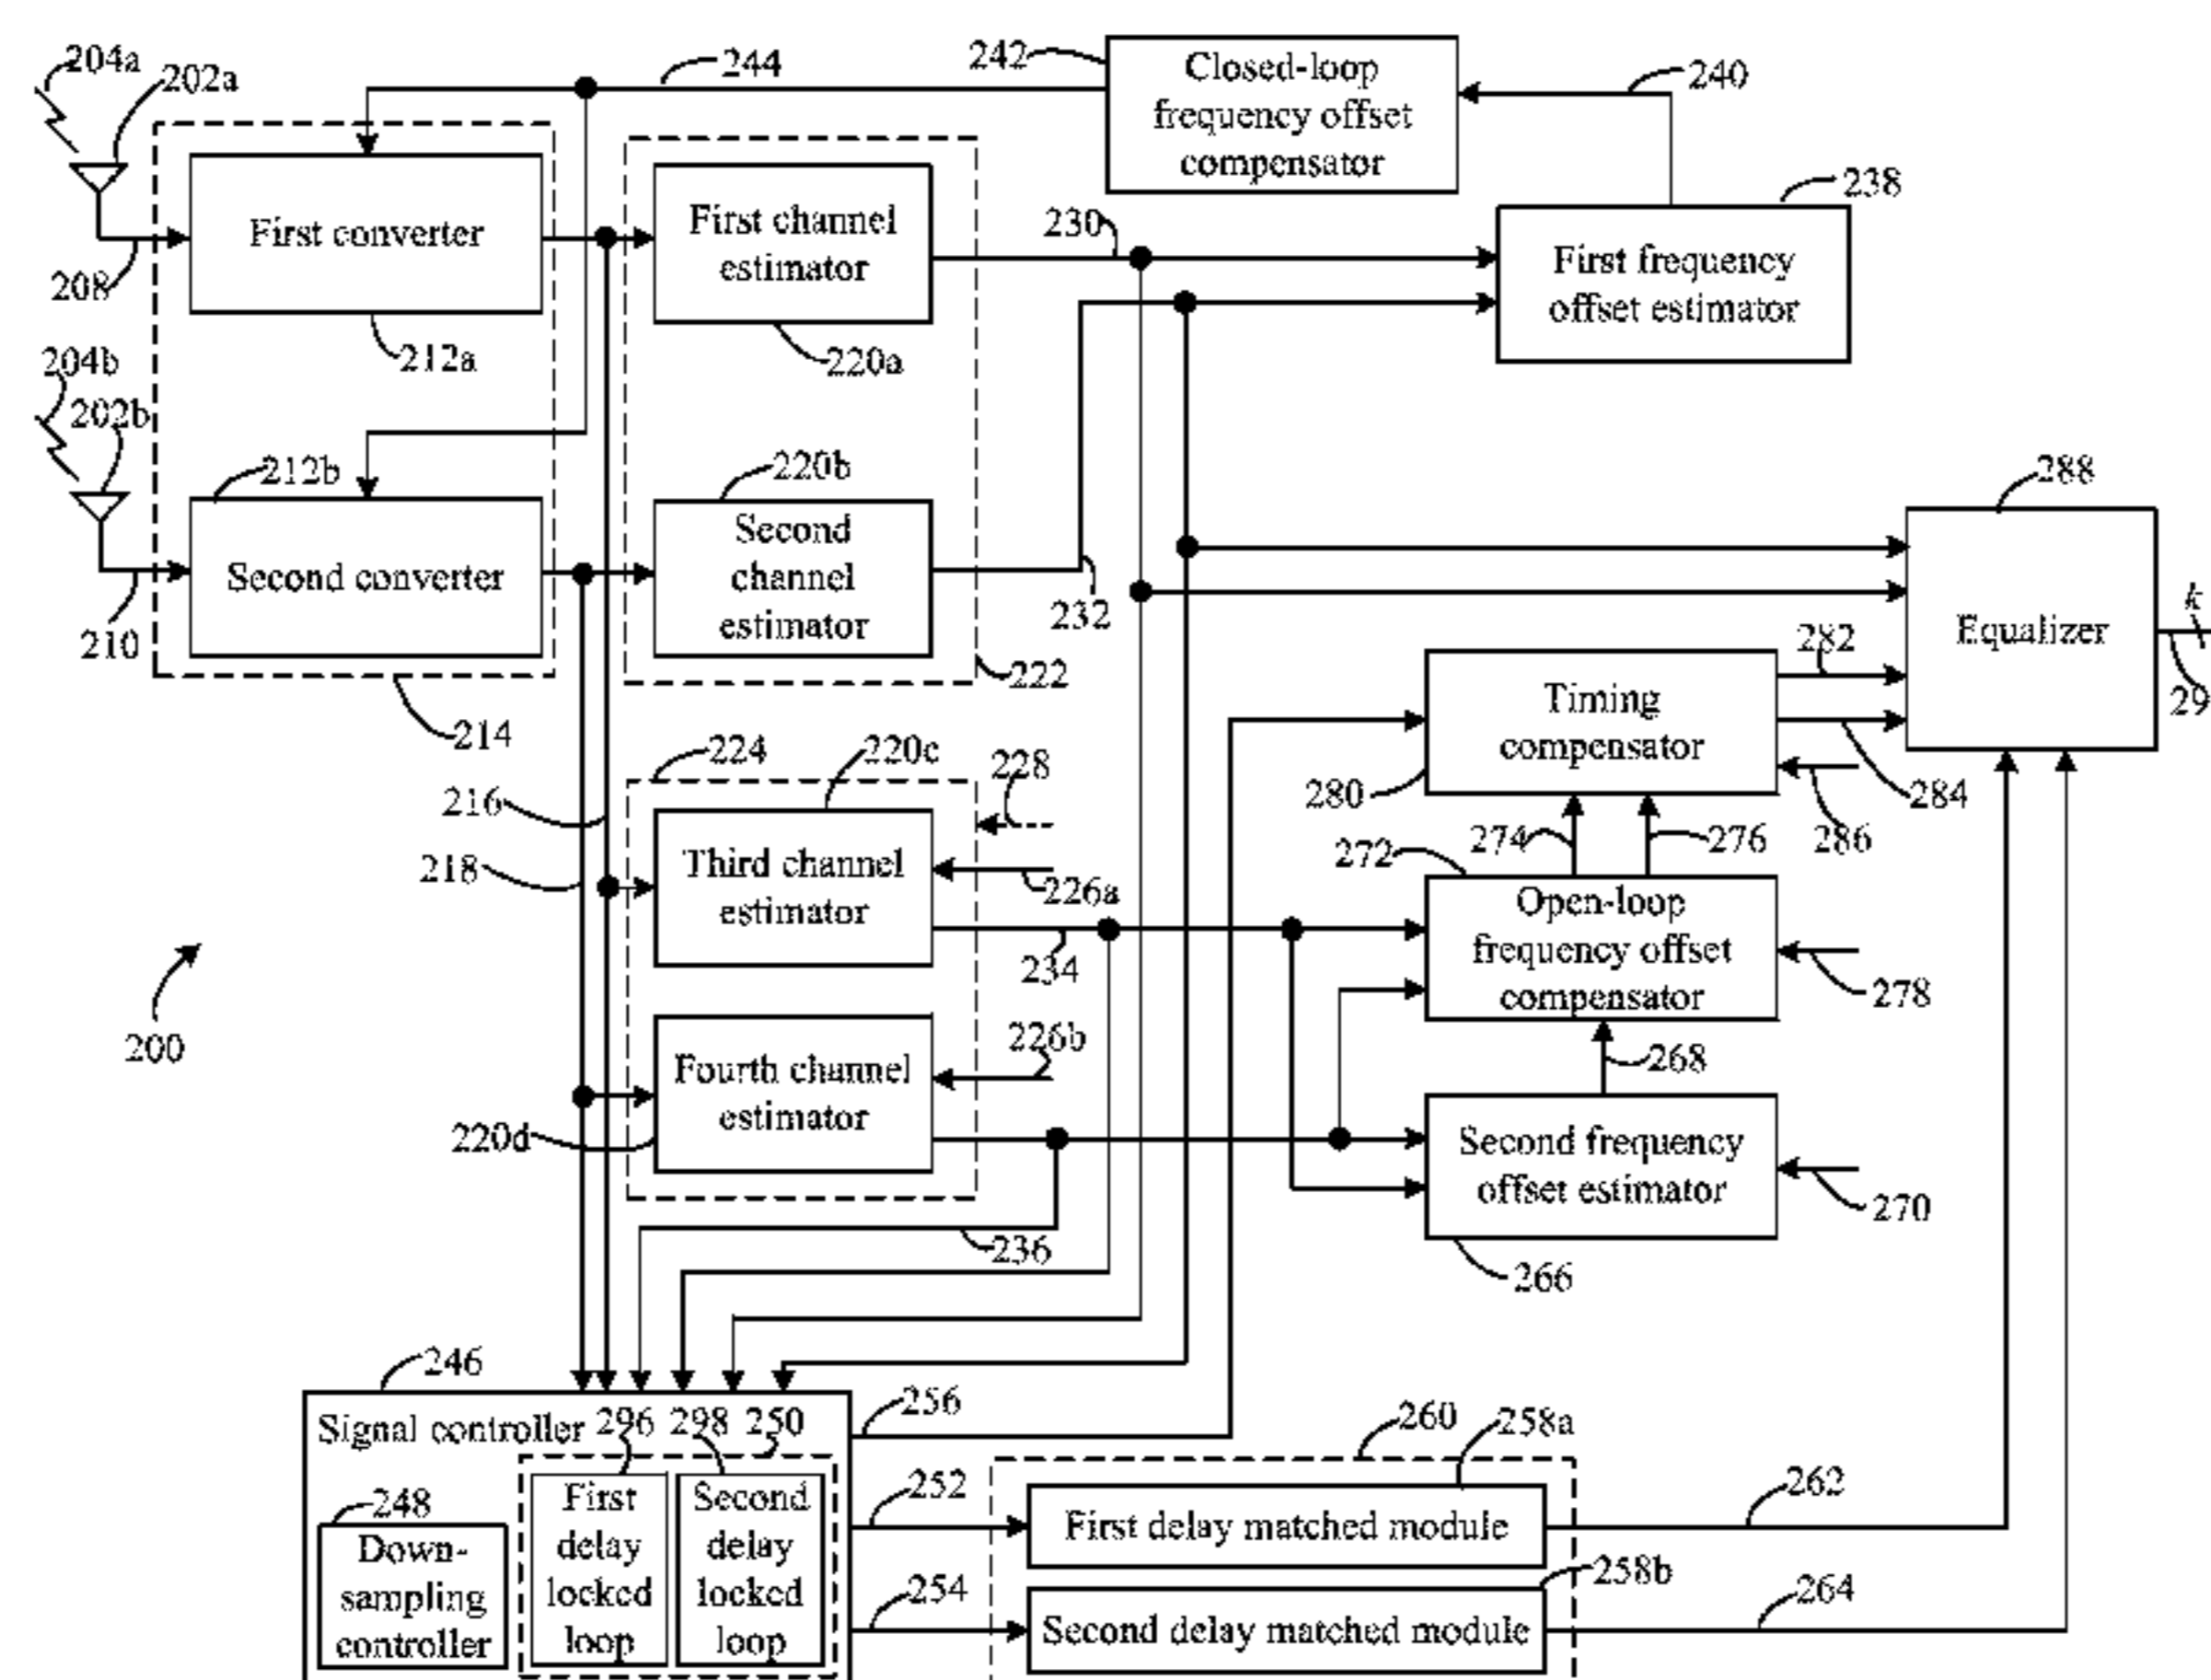 204a
202a
244
242
Closed-loop
frequency offset
compensator
240
238
First converter
First channel
estimator
230
First frequency
offset estimator
208
212a
220a
204b
202b
212b
220b
288
Second converter
Second
channel
estimator
232
Equalizer
k
210
222
282
29
214
Timing
compensator
224
220c
228
216
280
284
286
218
Third channel
estimator
226a
272
274
276
Open-loop
frequency offset
compensator
234
278
200
226b
Fourth channel
estimator
268
220d
Second frequency
offset estimator
270
236
266
246
256
Signal controller
296
298
250
260
258a
248
Down-
sampling
controller
First
delay
locked
loop
Second
delay
locked
loop
252
First delay matched module
262
258b
254
Second delay matched module
264